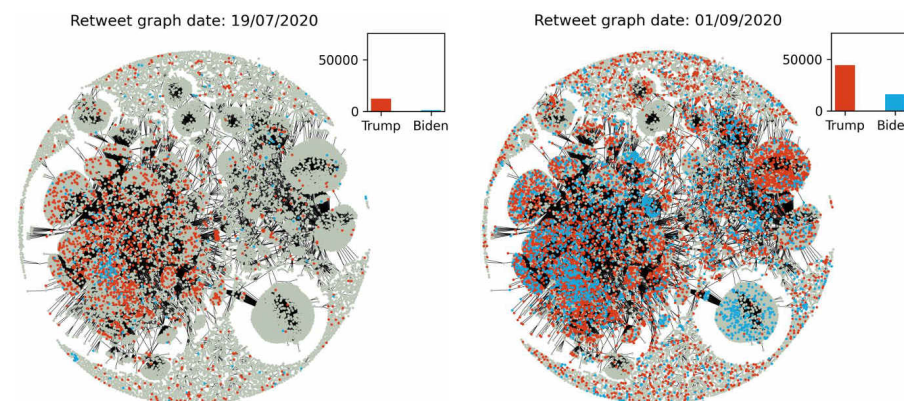 Retweet graph date: 19/07/2020
50000
0
Trump Biden
Retweet graph date: 01/09/2020
50000
0
Trump